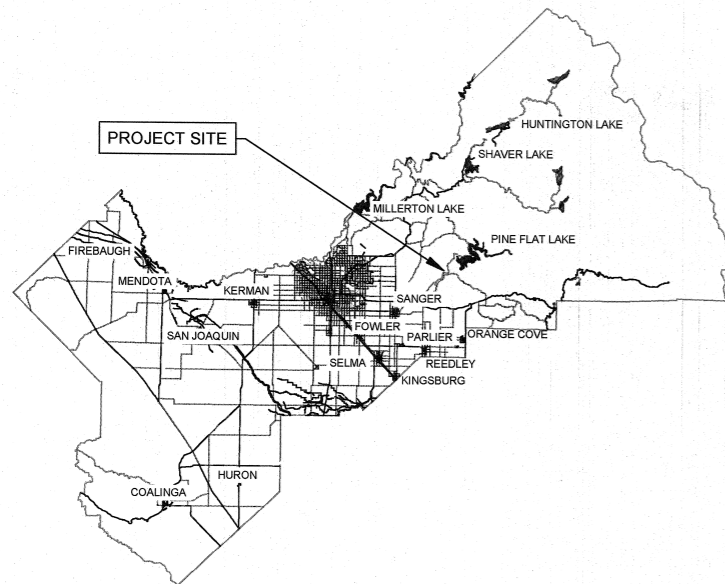 HUNTINGTON LAKE
PROJECT SITE
SHAVER LAKE
MILLERTON LAKE
PINE FLAT LAKE
FIREBAUGH
MENDOTA
KERMAN
SANGER
SAN JOAQUIN
FOWLER
PARLIER
ORANGE COVE
SELMA
REEDLEY
KINGSBURG
HURON
COALINGA